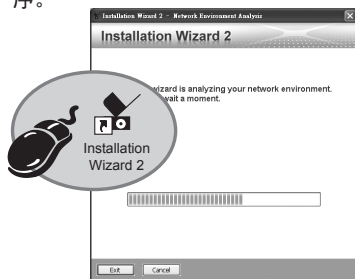 序。
Installation Wizard 2 - Network Environment Analysis
Installation Wizard 2
wizard is analyzing your network environment.
wait a moment.
Installation
Wizard 2
Exit
Cancel